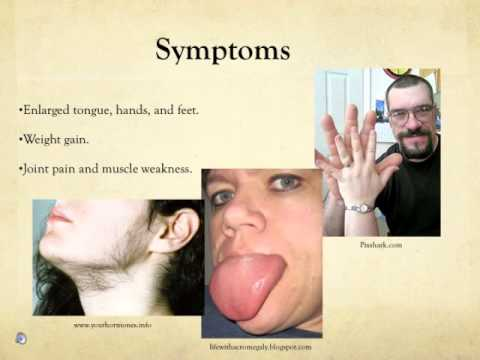 Symptoms
•Enlarged tongue, hands, and feet.
•Weight gain.
•Joint pain and muscle weakness.
Pixshark.com
www.yourhormones.info
lifewithacromegaly.blogspot.com